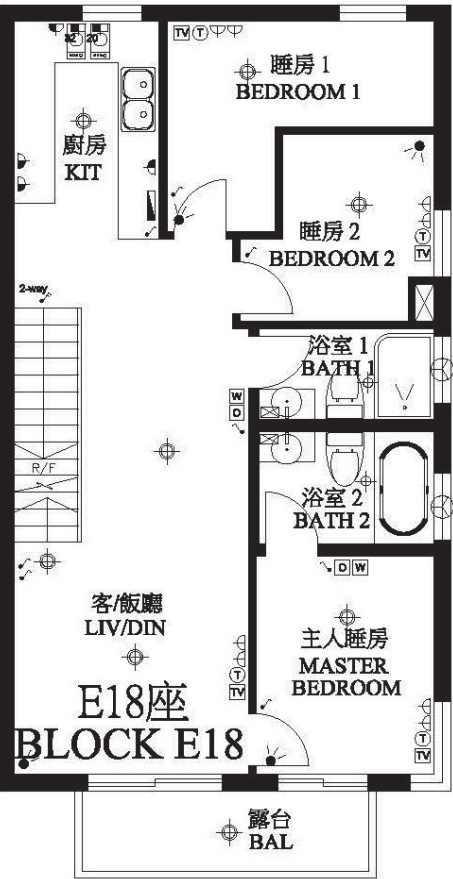 22 20
TV T
睡房 1
BEDROOM 1
廚房
KIT
睡房 2
BEDROOM 2
T
TV
2-way
浴室 1
BATH 1
W
D
R/F
浴室 2
BATH 2
D W
客/飯廳
LIV/DIN
主人睡房
MASTER
BEDROOM
T
TV
E18座
BLOCK E18
T
TV
露台
BAL